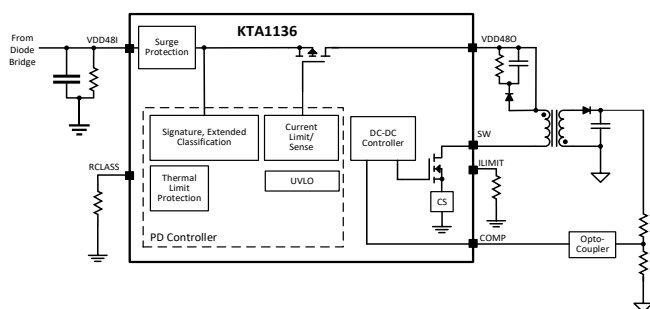 KTA1136
From
Diode
Bridge
VDD48I
Surge
Protection
VDD48O
Signature, Extended
Classification
Current
Limit/
Sense
DC-DC
Controller
SW
RCLASS
Thermal
Limit
Protection
UVLO
ILIMIT
CS
PD Controller
COMP
Opto-
Coupler